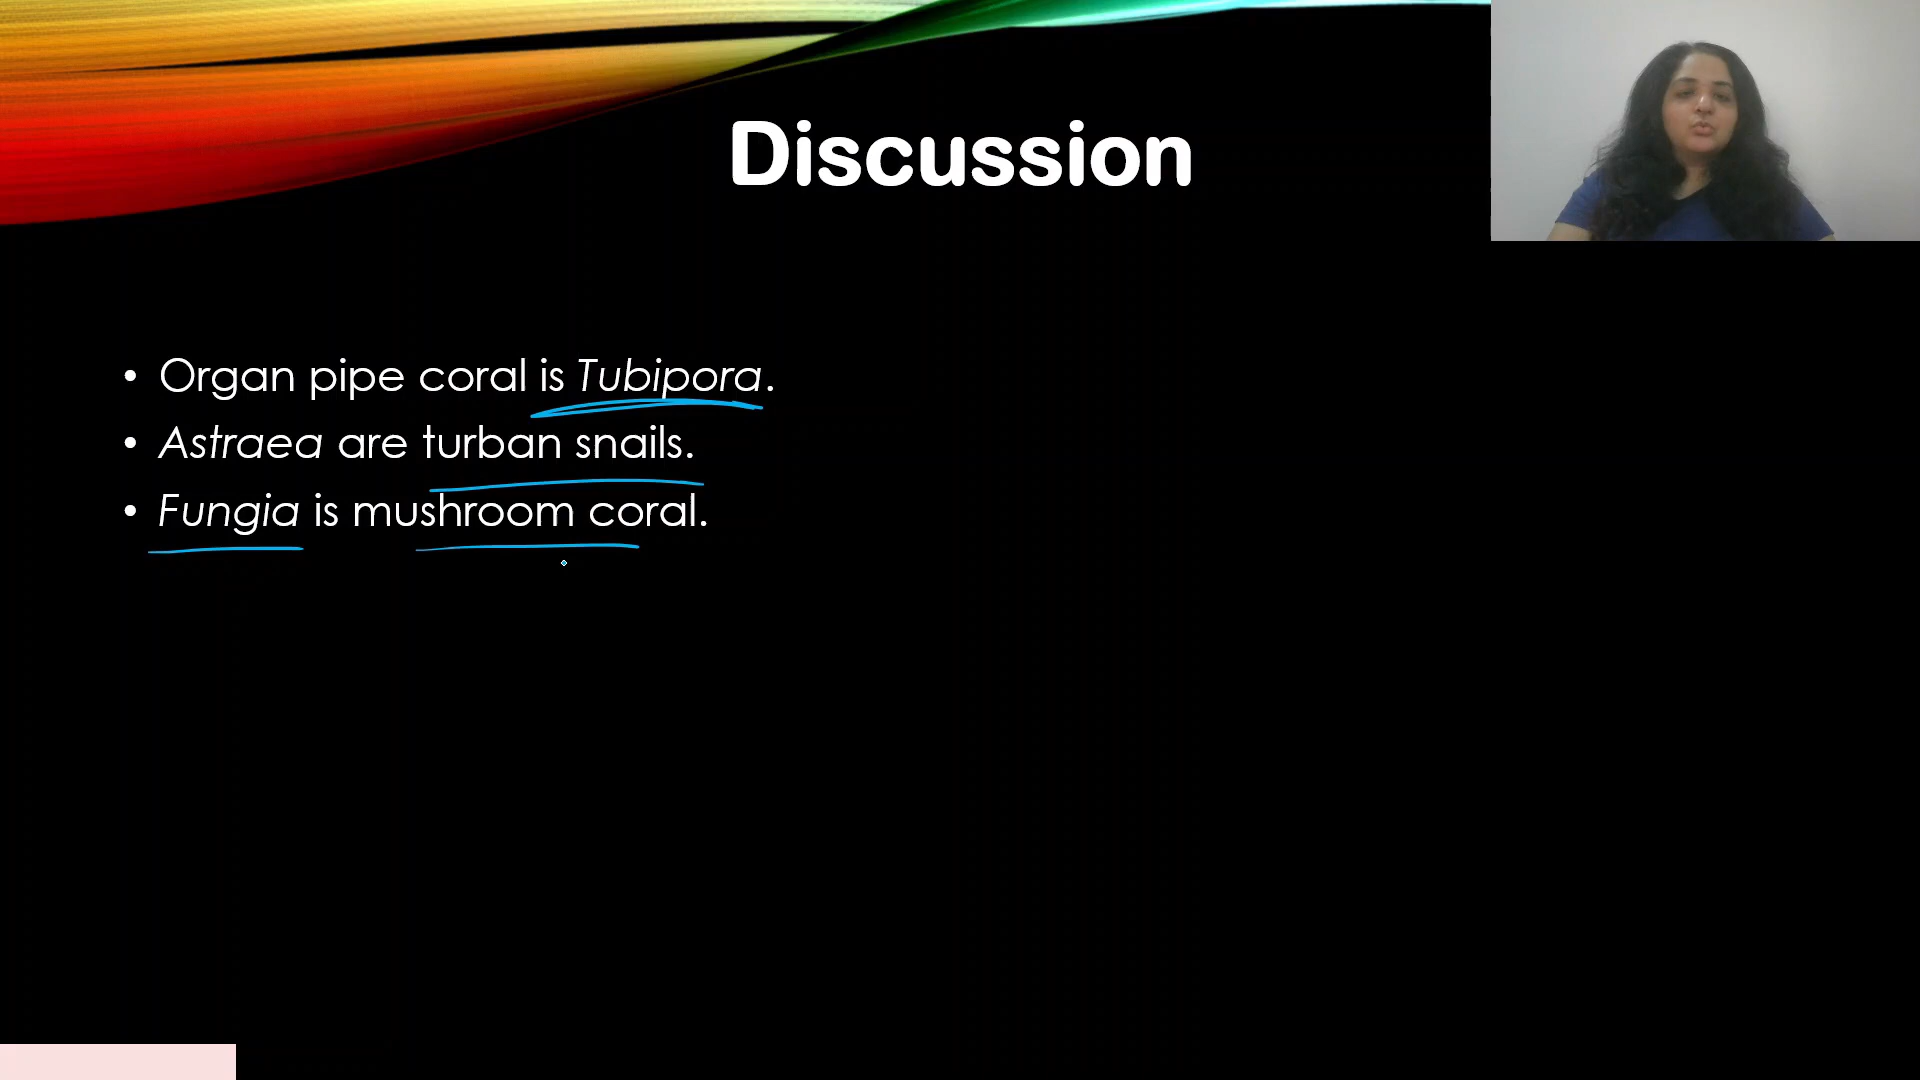 Discussion
• Organ pipe coral is Tubipora.
• Astraea are turban snails.
• Fungia is mushroom coral.